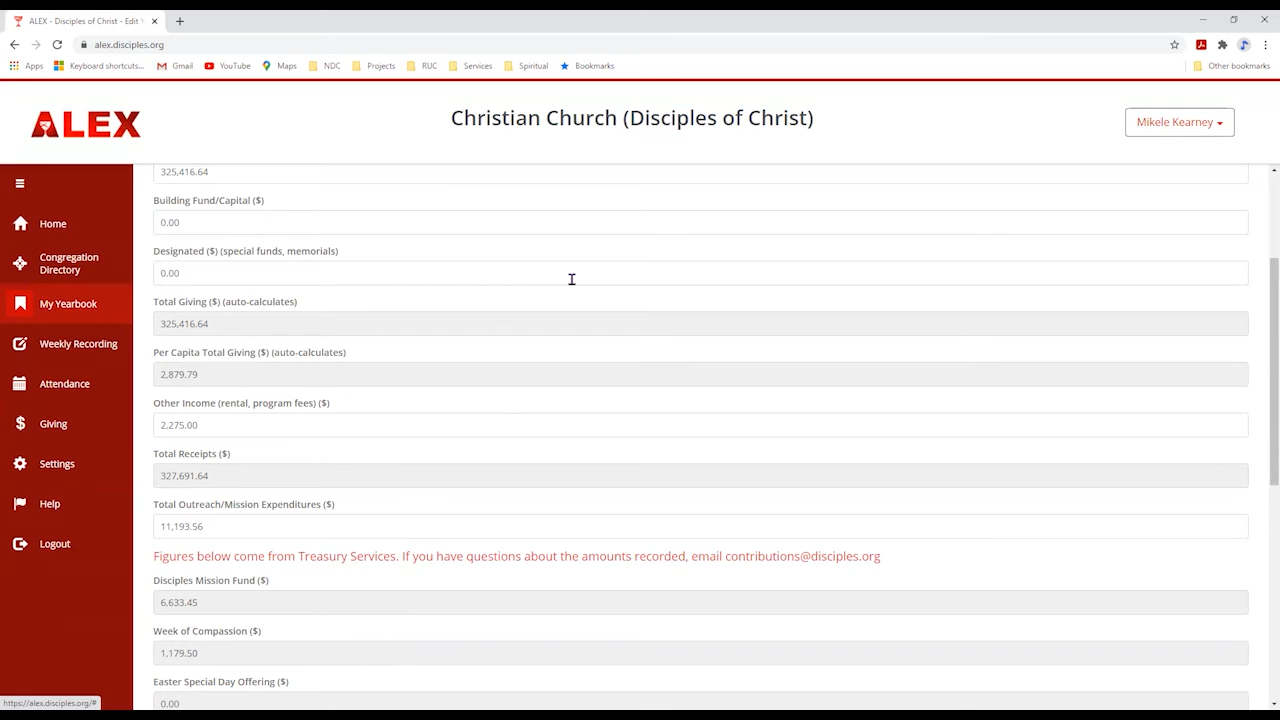 ALEX - Disciples of Christ - Edit
alex.disciples.org
Apps
Keyboard shortcuts...
Gmail
YouTube
Maps
NDC
Projects
RUC
Services
Spiritual
Bookmarks
Other bookmarks
ALEX
Christian Church (Disciples of Christ)
Mikele Kearney
Home
Congregation
Directory
My Yearbook
Weekly Recording
Attendance
Giving
Settings
Help
Logout
325,416.64
Building Fund/Capital ($)
0.00
Designated ($) (special funds, memorials)
0.00
Total Giving ($) (auto-calculates)
325,416.64
Per Capita Total Giving ($) (auto-calculates)
2,879.79
Other Income (rental, program fees) ($)
2,275.00
Total Receipts ($)
327,691.64
Total Outreach/Mission Expenditures ($)
11,193.56
Figures below come from Treasury Services. If you have questions about the amounts recorded, email contributions@disciples.org
Disciples Mission Fund ($)
6,633.45
Week of Compassion ($)
1,179.50
Easter Special Day Offering ($)
0.00
https://alex.disciples.org/#